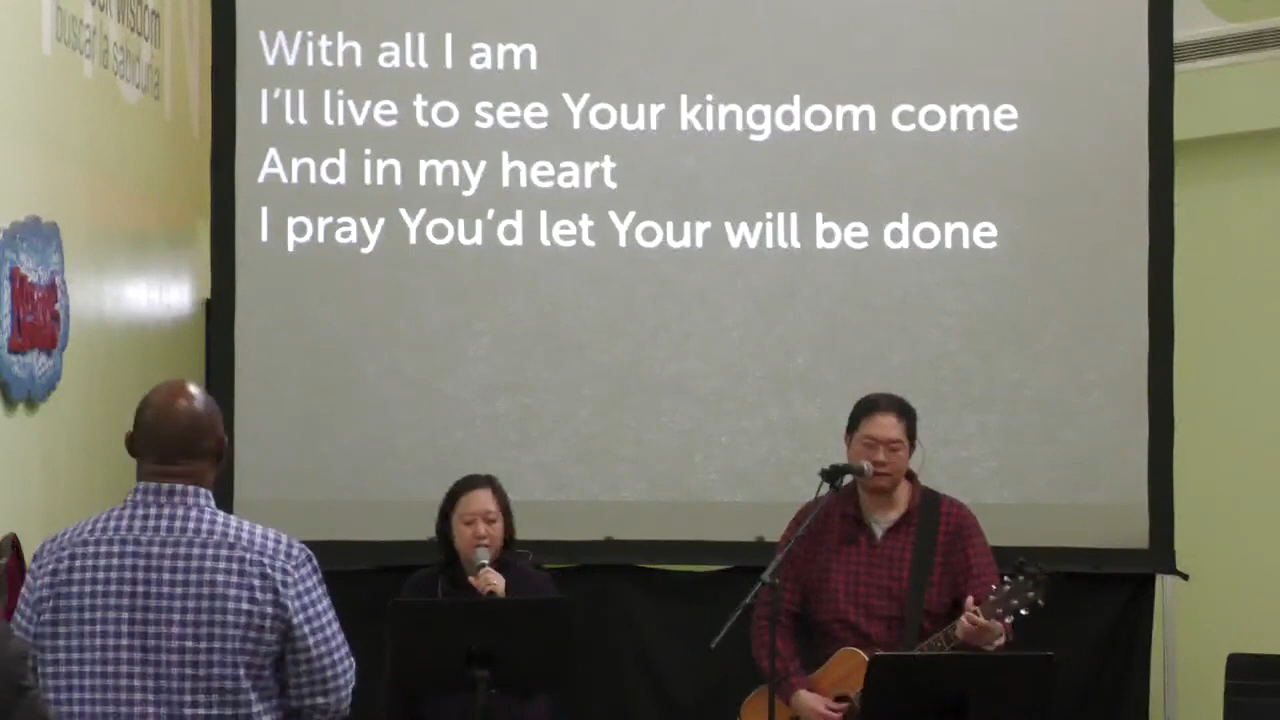 wisdom
buscar la sabiduría
With all I am
I'll live to see Your kingdom come
And in my heart
I pray You'd let Your will be done